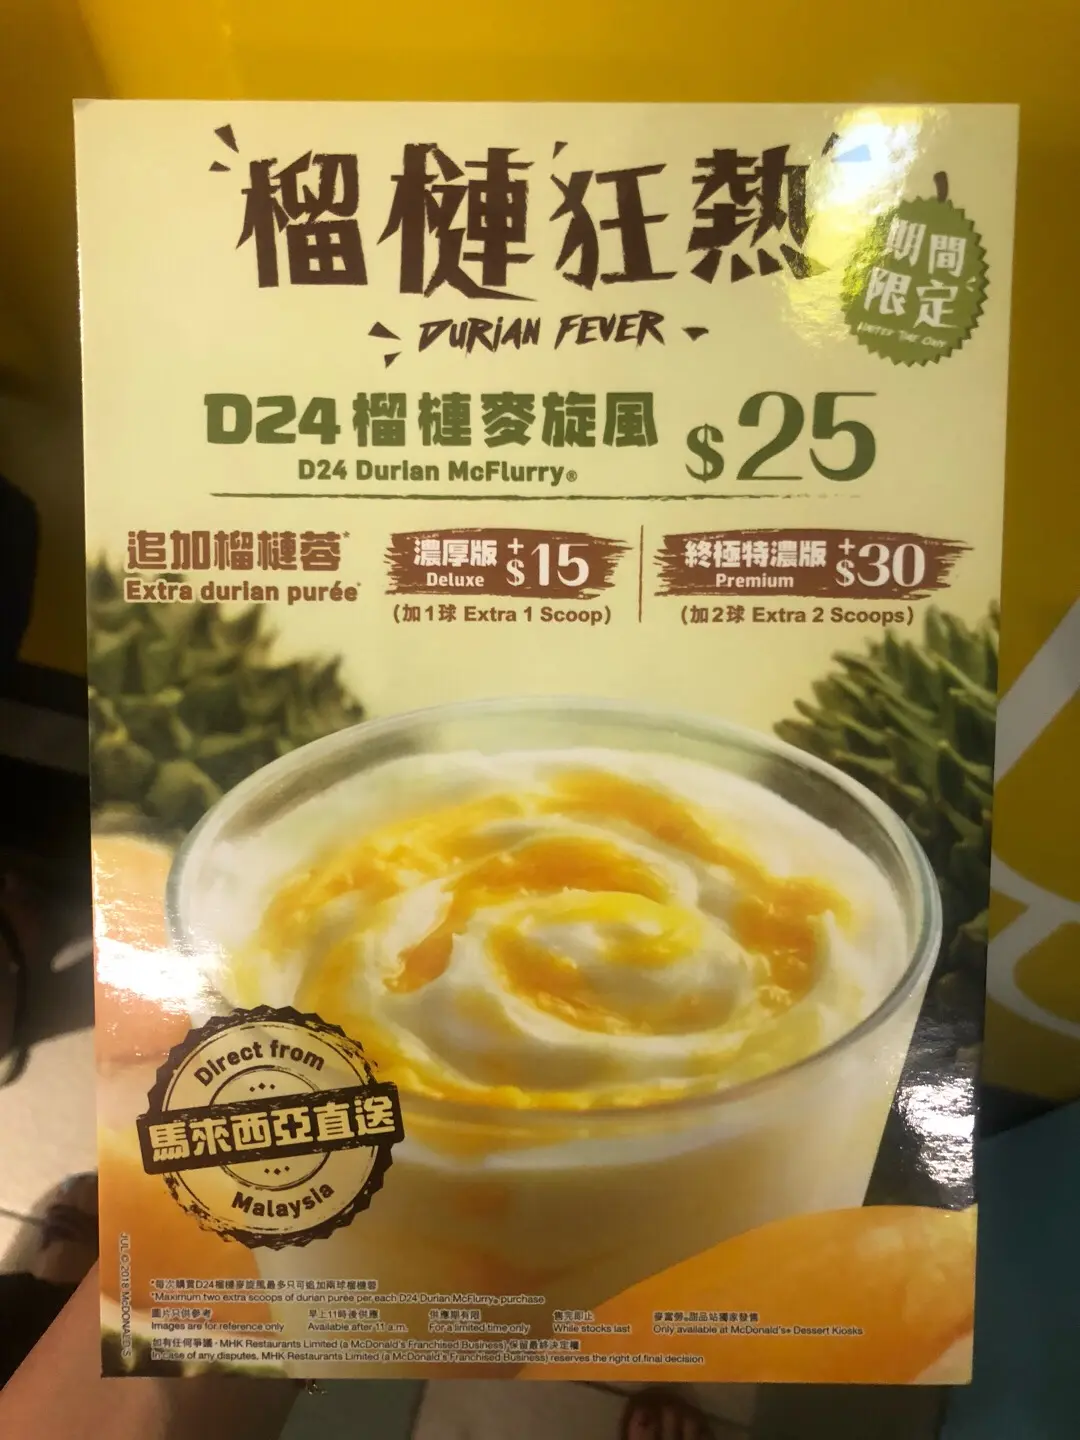 榴槤狂熱
DURIAN FEVER
期間
限定
LIMITED TIME ONLY
D24榴槤麥旋風
D24 Durian McFlurry®
$25
追加榴槤蓉*
Extra durian purée*
濃厚版
Deluxe
+$15
(加1球 Extra 1 Scoop)
終極特濃版
Premium
+$30
(加2球 Extra 2 Scoops)
Direct from
馬來西亞直送
Malaysia
*每次購買D24榴槤麥旋風最多只可追加兩球榴槤蓉
*Maximum two extra scoops of durian purée per each D24 Durian McFlurry® purchase
圖片只供參考
Images are for reference only
早上11時後供應
Available after 11 a.m.
供應期有限
For a limited time only
售完即止
While stocks last
麥當勞®甜品站獨家發售
Only available at McDonald's® Dessert Kiosks
如有任何爭議，MHK Restaurants Limited (a McDonald's Franchised Business) 保留最終決定權
In case of any disputes, MHK Restaurants Limited (a McDonald's Franchised Business) reserves the right of final decision
JUL © 2018 McDONALD'S